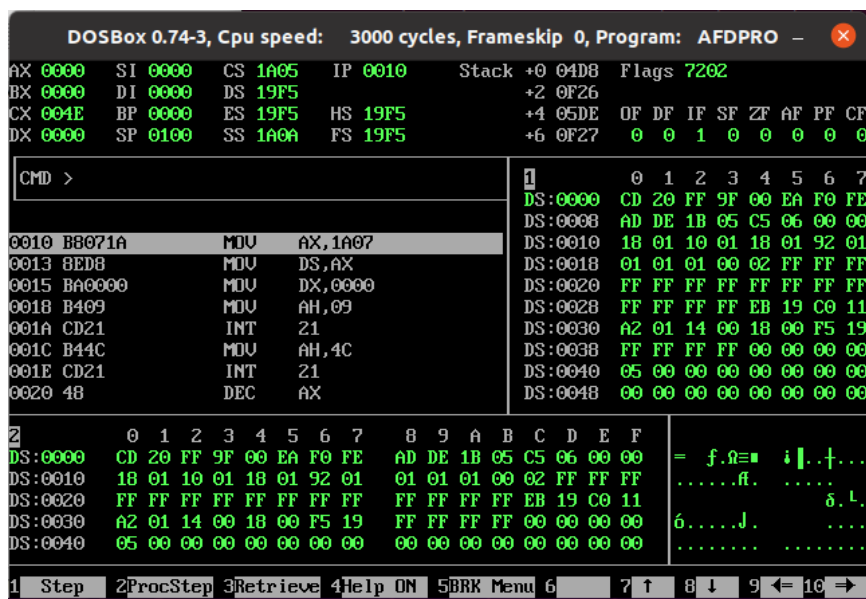 DOSBox 0.74-3, Cpu speed: 3000 cycles, Frameskip 0, Program: AFDPRO
AX 0000 SI 0000 CS 1A05 IP 0010 Stack +0 04D8 Flags 7202
BX 0000 DI 0000 DS 19F5 +2 0F26
CX 004E BP 0000 ES 19F5 HS 19F5 +4 05DE OF DF IF SF ZF AF PF CF
DX 0000 SP 0100 SS 1A0A FS 19F5 +6 0F27 0 0 1 0 0 0 0 0
CMD >
0010 B8071A MOV AX,1A07
0013 8ED8 MOV DS,AX
0015 BA0000 MOV DX,0000
0018 B409 MOV AH,09
001A CD21 INT 21
001C B44C MOV AH,4C
001E CD21 INT 21
0020 48 DEC AX
1 0 1 2 3 4 5 6 7
DS:0000 CD 20 FF 9F 00 EA F0 FE
DS:0008 AD DE 1B 05 C5 06 00 00
DS:0010 18 01 10 01 18 01 92 01
DS:0018 01 01 01 00 02 FF FF FF
DS:0020 FF FF FF FF FF FF FF FF
DS:0028 FF FF FF FF EB 19 C0 11
DS:0030 A2 01 14 00 18 00 F5 19
DS:0038 FF FF FF FF 00 00 00 00
DS:0040 05 00 00 00 00 00 00 00
DS:0048 00 00 00 00 00 00 00 00
2 0 1 2 3 4 5 6 7 8 9 A B C D E F
DS:0000 CD 20 FF 9F 00 EA F0 FE AD DE 1B 05 C5 06 00 00 = ƒ.Ω≡■ ¡▐..┼...
DS:0010 18 01 10 01 18 01 92 01 01 01 01 00 02 FF FF FF ......Æ. .....
DS:0020 FF FF FF FF FF FF FF FF FF FF FF FF EB 19 C0 11 δ.└.
DS:0030 A2 01 14 00 18 00 F5 19 FF FF FF FF 00 00 00 00 ó.....⌡. ....
DS:0040 05 00 00 00 00 00 00 00 00 00 00 00 00 00 00 00 ........ ........
1 Step 2ProcStep 3Retrieve 4Help ON 5BRK Menu 6 7 ↑ 8 ↓ 9 ← 10 →